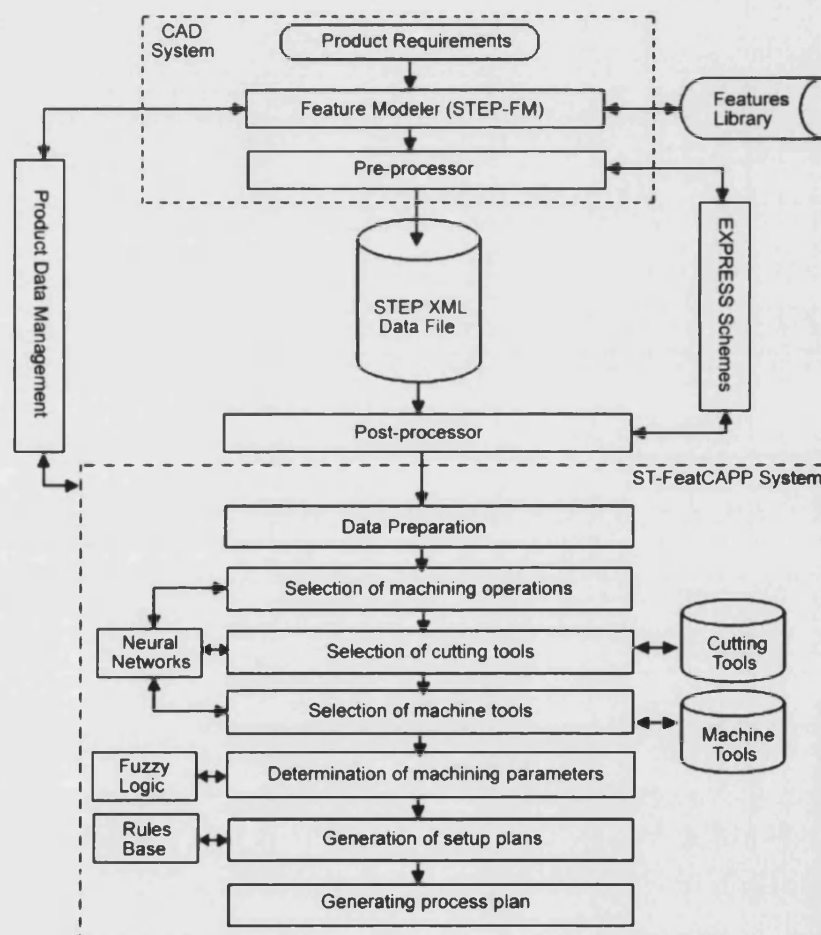 CAD
System
Product Requirements
Feature Modeler (STEP-FM)
Features
Library
Pre-processor
Product Data Management
EXPRESS Schemes
STEP XML
Data File
Post-processor
ST-FeatCAPP System
Data Preparation
Selection of machining operations
Neural
Networks
Selection of cutting tools
Cutting
Tools
Selection of machine tools
Machine
Tools
Fuzzy
Logic
Determination of machining parameters
Rules
Base
Generation of setup plans
Generating process plan